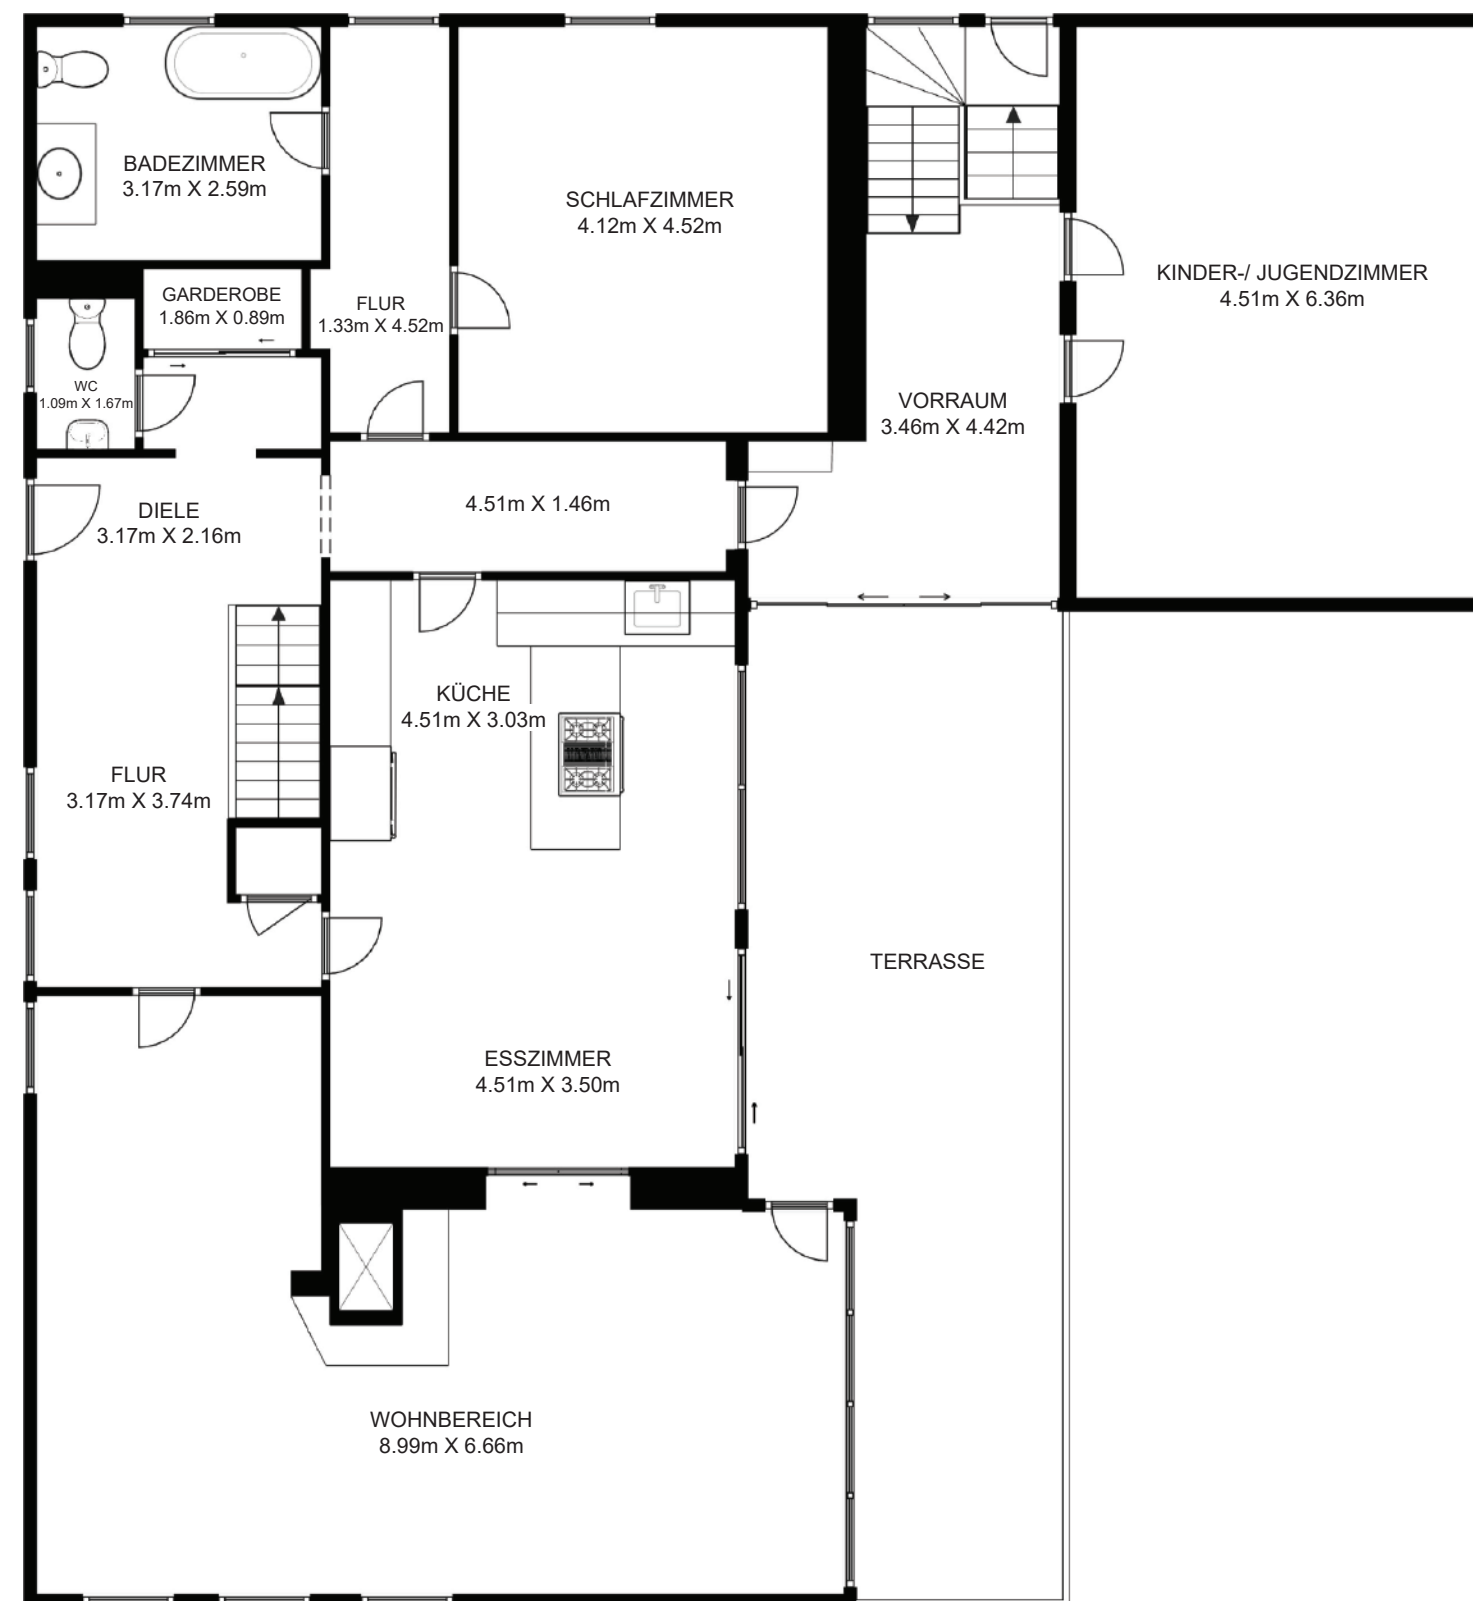 BADEZIMMER
3.17m X 2.59m
SCHLAFZIMMER
4.12m X 4.52m
KINDER-/ JUGENDZIMMER
4.51m X 6.36m
GARDEROBE
1.86m X 0.89m
FLUR
1.33m X 4.52m
WC
1.09m X 1.67m
VORRAUM
3.46m X 4.42m
DIELE
3.17m X 2.16m
4.51m X 1.46m
KÜCHE
4.51m X 3.03m
FLUR
3.17m X 3.74m
TERRASSE
ESSZIMMER
4.51m X 3.50m
WOHNBEREICH
8.99m X 6.66m